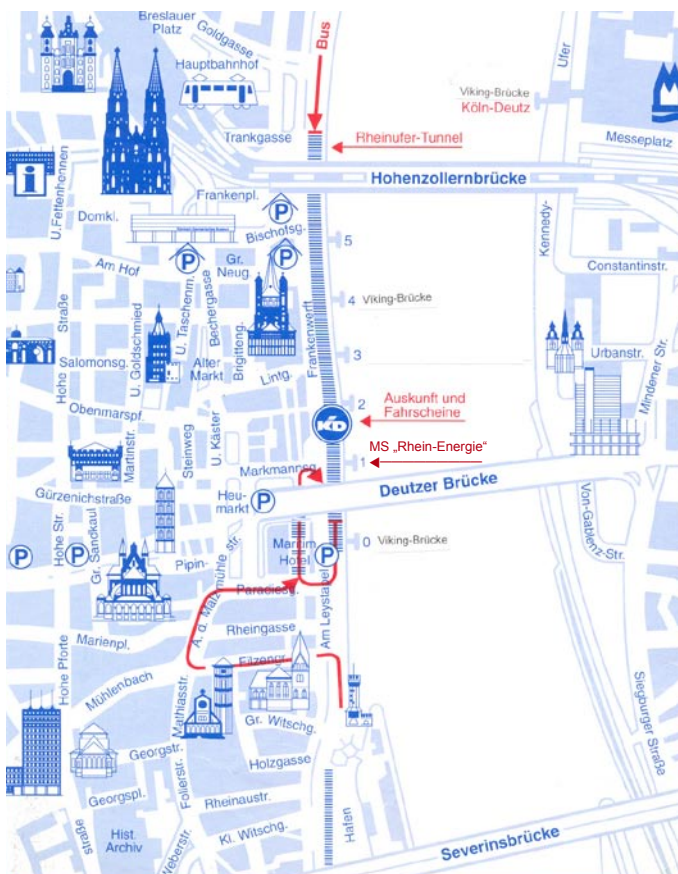 Breslauer
Platz
Goldgasse
Hauptbahnhof
Bus
Ufer
Viking-Brücke
Köln-Deutz
Trankgasse
Rheinufer-Tunnel
Messeplatz
Hohenzollernbrücke
i
U.Fettenhennen
Frankenpl.
Domkl.
P
Bischofsg.
Kennedy-
5
Am Hof
P
Gr.
Neug.
P
Constantinstr.
Hohe Straße
U. Goldschmied
U. Taschenm.
Bechergasse
4 Viking-Brücke
Frankenwerft
Salomonsg.
Alter
Markt
Brigitteng.
3
Urbanstr.
Mindener Str.
Lintg.
Obenmarspf.
2
Auskunft und
Fahrscheine
KD
Martinstr.
Steinweg
U. Käster
MS „Rhein-Energie“
Markmannsg.
1
Deutzer Brücke
Gürzenichstraße
Heu-
markt
P
Hohe Str.
Gr. Sandkaul
Von-Gablenz-Str.
P
P
Pipin-
str.
Maritim
Hotel
P
0 Viking-Brücke
A. d. Malzmühle
Paradiesg.
Am Leystapel
Rheingasse
Marienpl.
Filzengr.
Hohe Pforte
Mühlenbach
Mathiasstr.
Gr. Witschg.
Siegburger Straße
Georgstr.
Holzgasse
Follerstr.
Georgspl.
Rheinaustr.
Hafen
straße
Hist.
Archiv
Weberstr.
Kl. Witschg.
Severinsbrücke